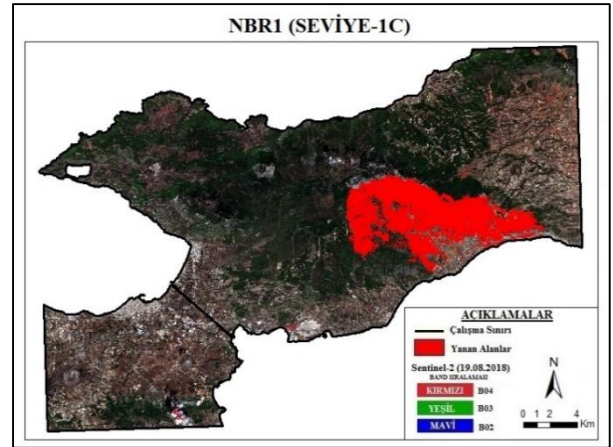 NBR1 (SEVİYE-1C)
AÇIKLAMALAR
Çalışma Sınırı
Yanan Alanlar
Sentinel-2 (19.08.2018)
BAND SIRALAMASI
KIRMIZI B04
YEŞİL B03
MAVİ B02
N
0 1 2 4
Km